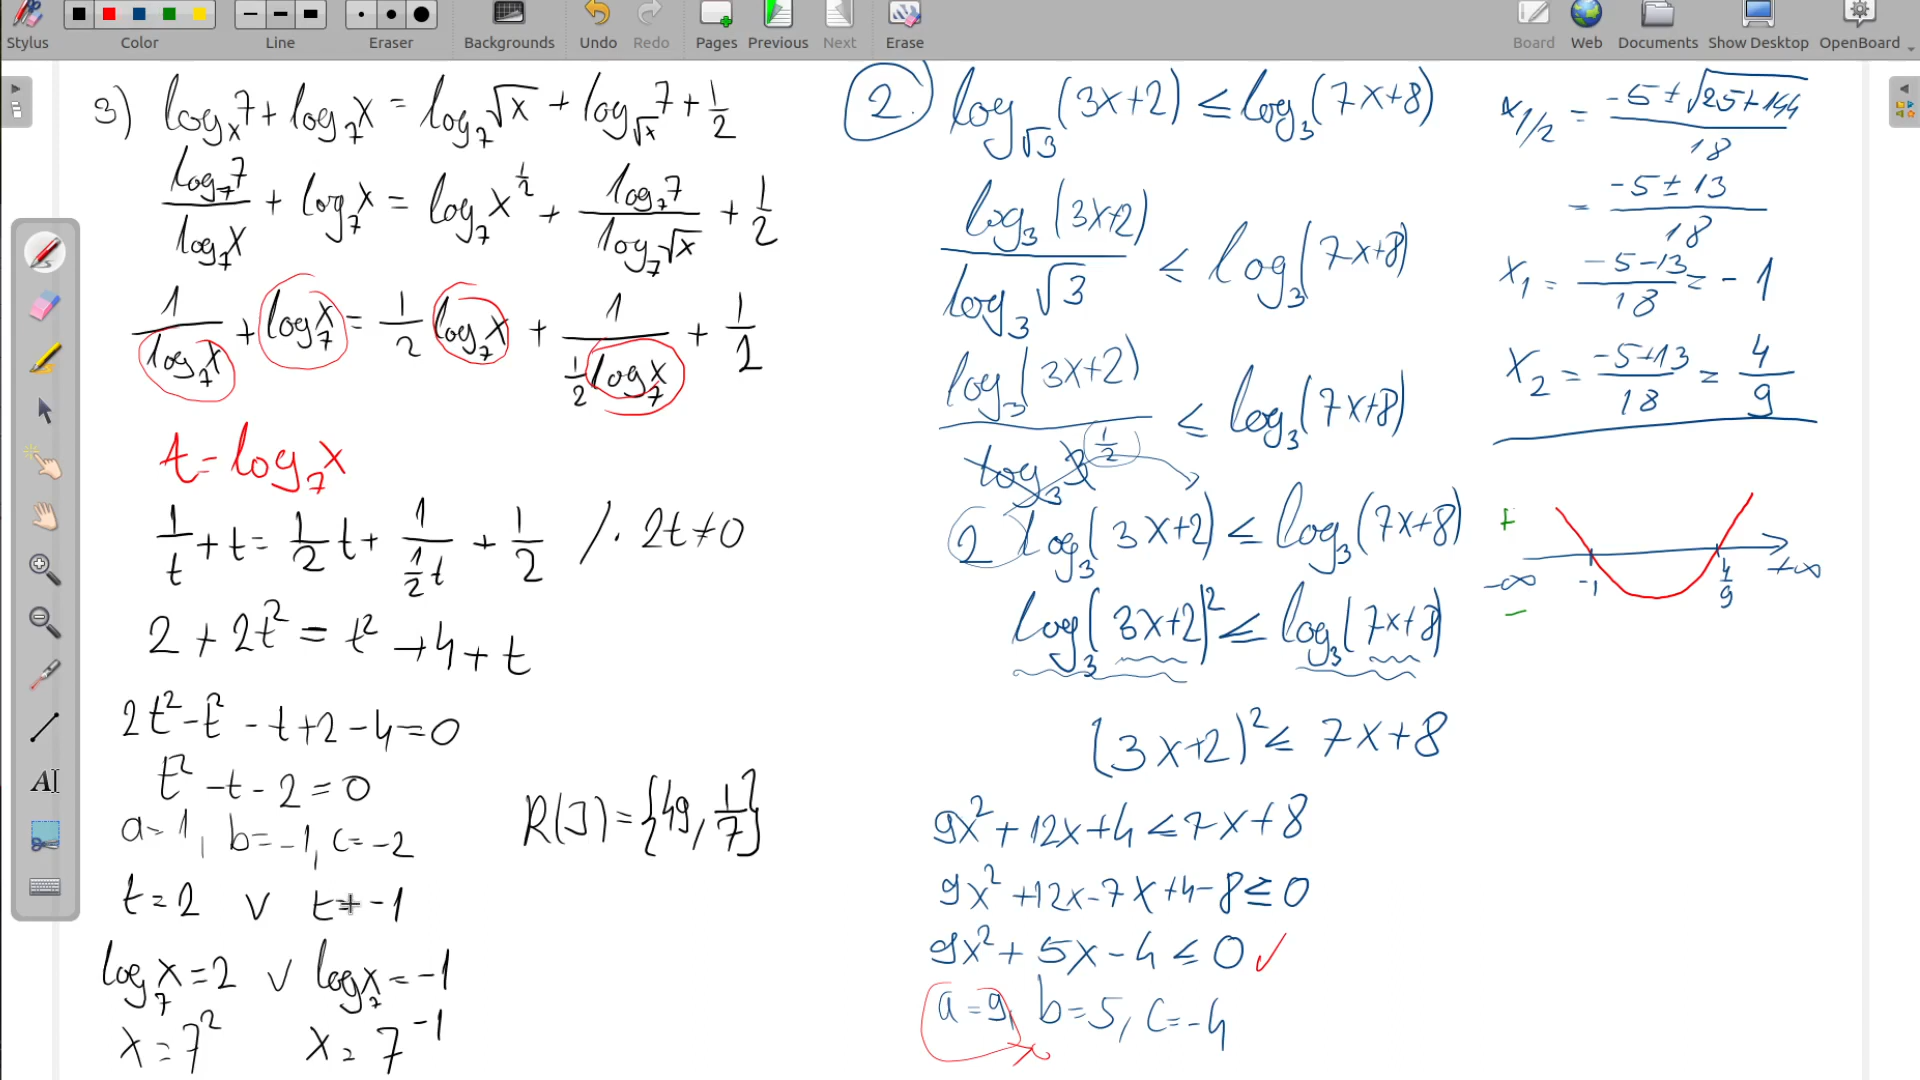 Stylus Color Line Eraser Backgrounds Undo Redo Pages Previous Next Erase Board Web Documents Show Desktop OpenBoard
3) log_x 7 + log_7 x = log_7 √x + log_√x 7 + 1/2
log_7 7 / log_7 x + log_7 x = log_7 x^(1/2) + log_7 7 / log_7 √x + 1/2
1 / log_7 x + log_7 x = 1/2 log_7 x + 1 / (1/2 log_7 x) + 1/2
t = log_7 x
1/t + t = 1/2 t + 1 / (1/2 t) + 1/2 /· 2t ≠ 0
2 + 2t² = t² + 4 + t
2t² - t² - t + 2 - 4 = 0
t² - t - 2 = 0
a = 1, b = -1, c = -2
t = 2 ∨ t = -1
log_7 x = 2 ∨ log_7 x = -1
x = 7² x = 7^-1
R(J) = {49, 1/7}
2. log_√3 (3x+2) ≤ log_3 (7x+8)
log_3 (3x+2) / log_3 √3 ≤ log_3 (7x+8)
log_3 (3x+2) / log_3 3^(1/2) ≤ log_3 (7x+8)
2 log_3 (3x+2) ≤ log_3 (7x+8)
log_3 (3x+2)² ≤ log_3 (7x+8)
(3x+2)² ≤ 7x+8
9x² + 12x + 4 ≤ 7x + 8
9x² + 12x - 7x + 4 - 8 ≤ 0
9x² + 5x - 4 ≤ 0 ✓
a = 9, b = 5, c = -4
x_1/2 = (-5 ± √25+144) / 18
= (-5 ± 13) / 18
x_1 = (-5-13) / 18 = -1
x_2 = (-5+13) / 18 = 4/9
+
-∞ -1 4/9 +∞
-
AI